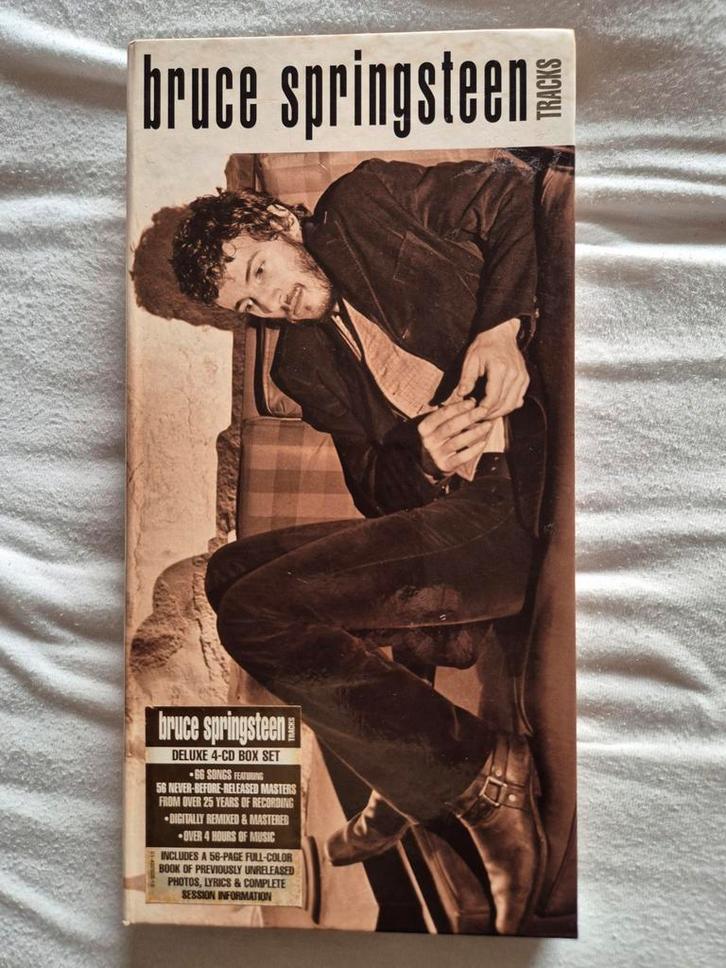 bruce springsteen TRACKS
bruce springsteen TRACKS
DELUXE 4-CD BOX SET
•66 SONGS FEATURING
56 NEVER-BEFORE-RELEASED MASTERS
FROM OVER 25 YEARS OF RECORDING
•DIGITALLY REMIXED & MASTERED
•OVER 4 HOURS OF MUSIC
INCLUDES A 56-PAGE FULL-COLOR
BOOK OF PREVIOUSLY UNRELEASED
PHOTOS, LYRICS & COMPLETE
SESSION INFORMATION